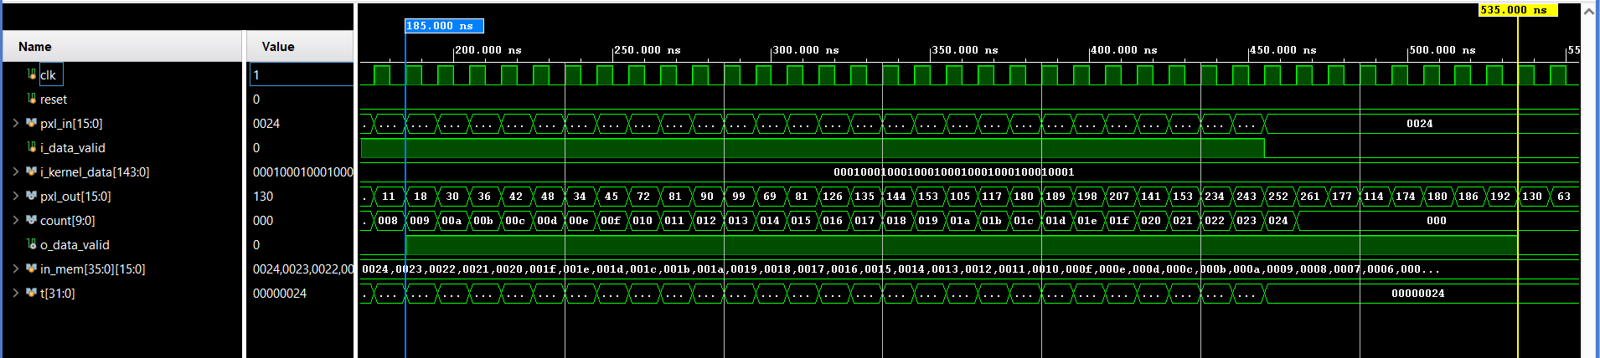 535.000 ns
185.000 ns
Name Value
200.000 ns 250.000 ns 300.000 ns 350.000 ns 400.000 ns 450.000 ns 500.000 ns 55
clk 1
reset 0
pxl_in[15:0] 0024 . ... ... ... ... ... ... ... ... ... ... ... ... ... ... ... ... ... ... ... ... ... ... ... ... ... ... ... 0024
i_data_valid 0
i_kernel_data[143:0] 000100010001000 000100010001000100010001000100010001
pxl_out[15:0] 130 . 11 18 30 36 42 48 34 45 72 81 90 99 69 81 126 135 144 153 105 117 180 189 198 207 141 153 234 243 252 261 177 114 174 180 186 192 130 63
count[9:0] 000 . 008 009 00a 00b 00c 00d 00e 00f 010 011 012 013 014 015 016 017 018 019 01a 01b 01c 01d 01e 01f 020 021 022 023 024 000
o_data_valid 0
in_mem[35:0][15:0] 0024,0023,0022,00 0024,0023,0022,0021,0020,001f,001e,001d,001c,001b,001a,0019,0018,0017,0016,0015,0014,0013,0012,0011,0010,000f,000e,000d,000c,000b,000a,0009,0008,0007,0006,000...
t[31:0] 00000024 . ... ... ... ... ... ... ... ... ... ... ... ... ... ... ... ... ... ... ... ... ... ... ... ... ... ... ... 00000024